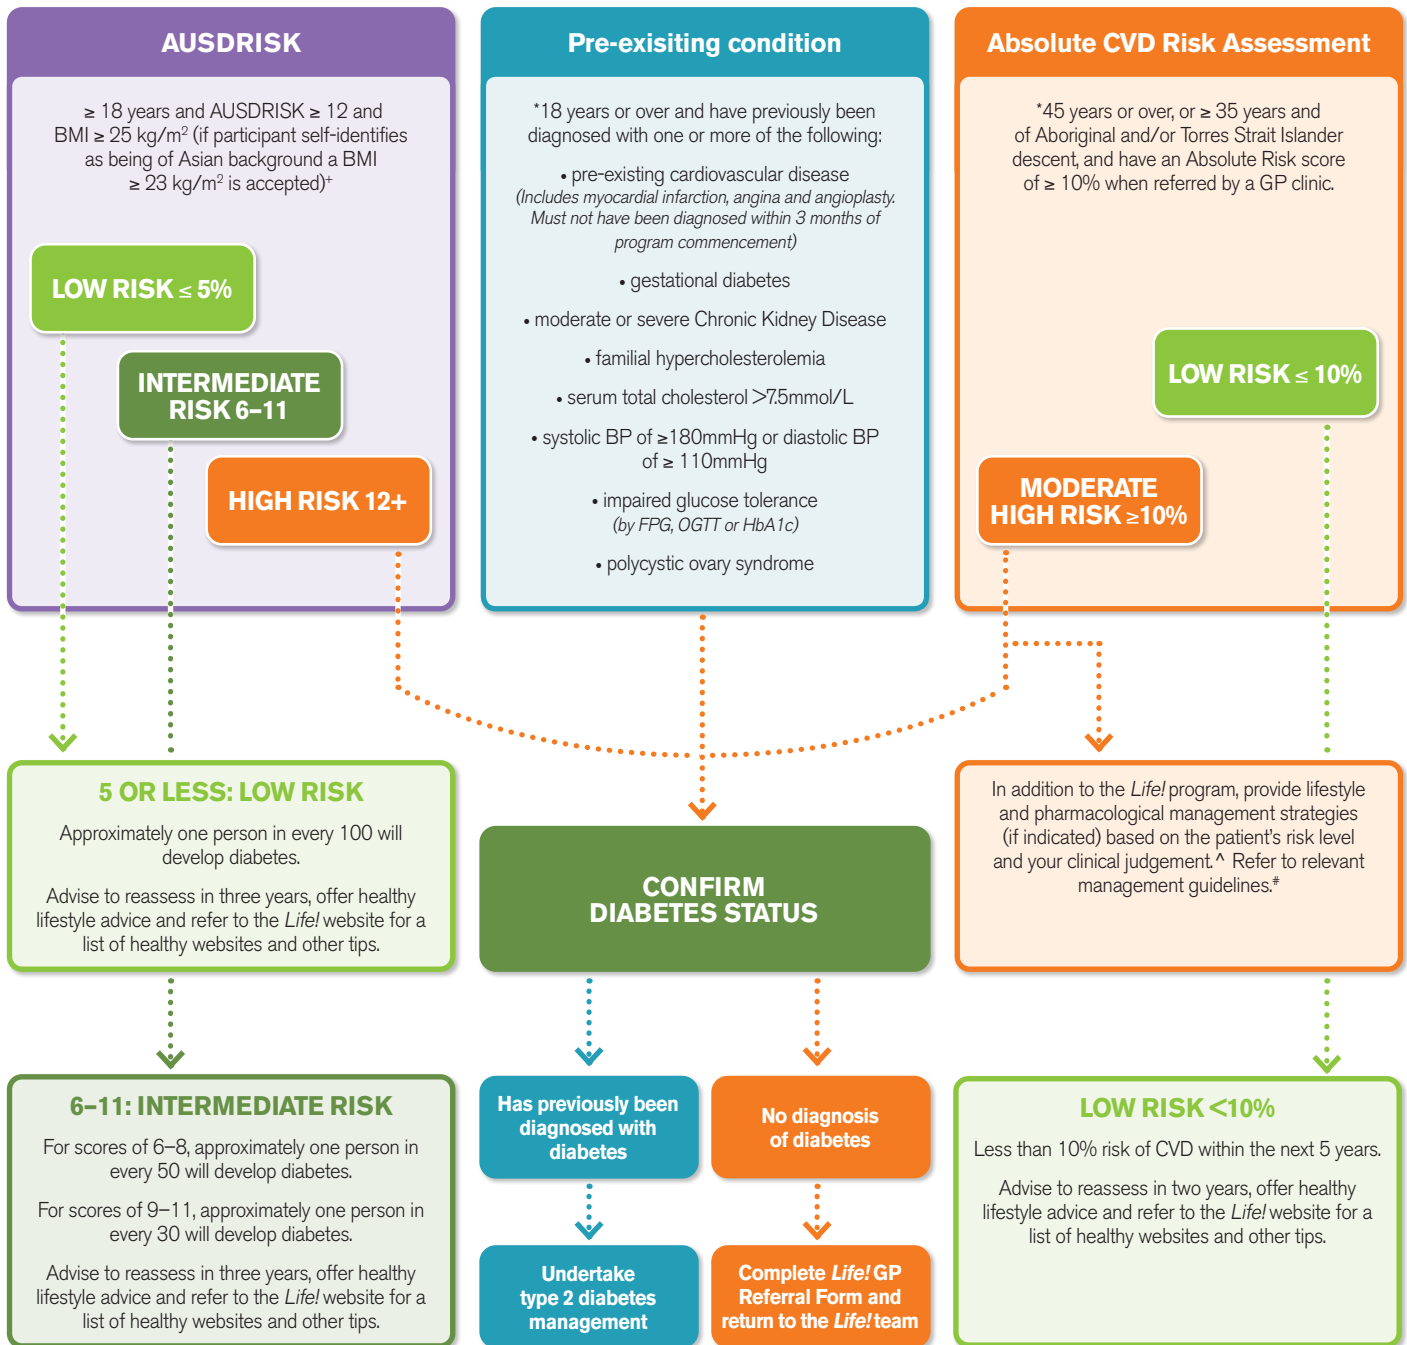 AUSDRISK
≥ 18 years and AUSDRISK ≥ 12 and
BMI ≥ 25 kg/m² (if participant self-identifies
as being of Asian background a BMI
≥ 23 kg/m² is accepted)⁺
LOW RISK ≤ 5%
INTERMEDIATE
RISK 6–11
HIGH RISK 12+
Pre-exisiting condition
*18 years or over and have previously been
diagnosed with one or more of the following:
• pre-existing cardiovascular disease
(Includes myocardial infarction, angina and angioplasty.
Must not have been diagnosed within 3 months of
program commencement)
• gestational diabetes
• moderate or severe Chronic Kidney Disease
• familial hypercholesterolemia
• serum total cholesterol >7.5mmol/L
• systolic BP of ≥180mmHg or diastolic BP
of ≥ 110mmHg
• impaired glucose tolerance
(by FPG, OGTT or HbA1c)
• polycystic ovary syndrome
Absolute CVD Risk Assessment
*45 years or over, or ≥ 35 years and
of Aboriginal and/or Torres Strait Islander
descent, and have an Absolute Risk score
of ≥ 10% when referred by a GP clinic.
LOW RISK ≤ 10%
MODERATE
HIGH RISK ≥10%
5 OR LESS: LOW RISK
Approximately one person in every 100 will
develop diabetes.
Advise to reassess in three years, offer healthy
lifestyle advice and refer to the Life! website for a
list of healthy websites and other tips.
CONFIRM
DIABETES STATUS
In addition to the Life! program, provide lifestyle
and pharmacological management strategies
(if indicated) based on the patient's risk level
and your clinical judgement.^ Refer to relevant
management guidelines.#
6–11: INTERMEDIATE RISK
For scores of 6–8, approximately one person in
every 50 will develop diabetes.
For scores of 9–11, approximately one person in
every 30 will develop diabetes.
Advise to reassess in three years, offer healthy
lifestyle advice and refer to the Life! website for a
list of healthy websites and other tips.
Has previously been
diagnosed with
diabetes
No diagnosis
of diabetes
Undertake
type 2 diabetes
management
Complete Life! GP
Referral Form and
return to the Life! team
LOW RISK <10%
Less than 10% risk of CVD within the next 5 years.
Advise to reassess in two years, offer healthy
lifestyle advice and refer to the Life! website for a
list of healthy websites and other tips.